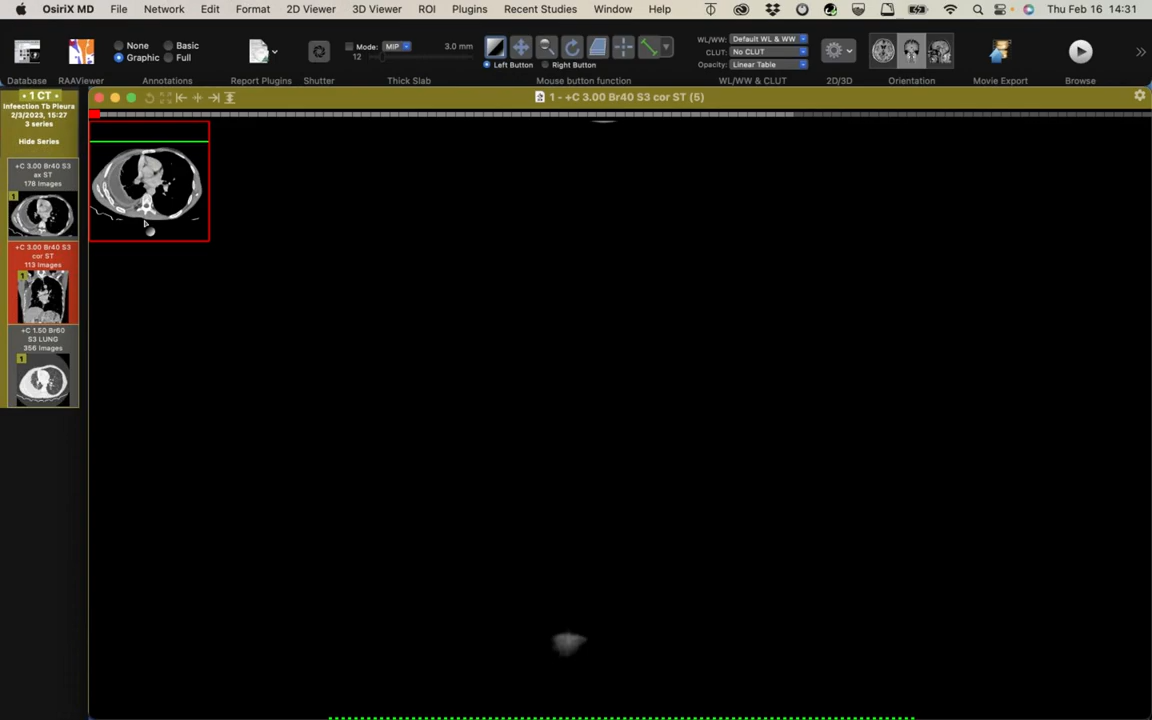 OsiriX MD File Network Edit Format 2D Viewer 3D Viewer ROI Plugins Recent Studies Window Help Thu Feb 16 14:31
None Basic
Graphic Full
Mode: MIP 3.0 mm
12
Left Button Right Button
WL/WW: Default WL & WW
CLUT: No CLUT
Opacity: Linear Table
Database RAAViewer Annotations Report Plugins Shutter Thick Slab Mouse button function WL/WW & CLUT 2D/3D Orientation Movie Export Browse
1 - +C 3.00 Br40 S3 cor ST (5)
• 1 CT •
Infection Tb Pleura
2/3/2023, 15:27
3 series
Hide Series
+C 3.00 Br40 S3
ax ST
178 Images
1
+C 3.00 Br40 S3
cor ST
113 Images
1
+C 1.50 Br60
S3 LUNG
356 Images
1